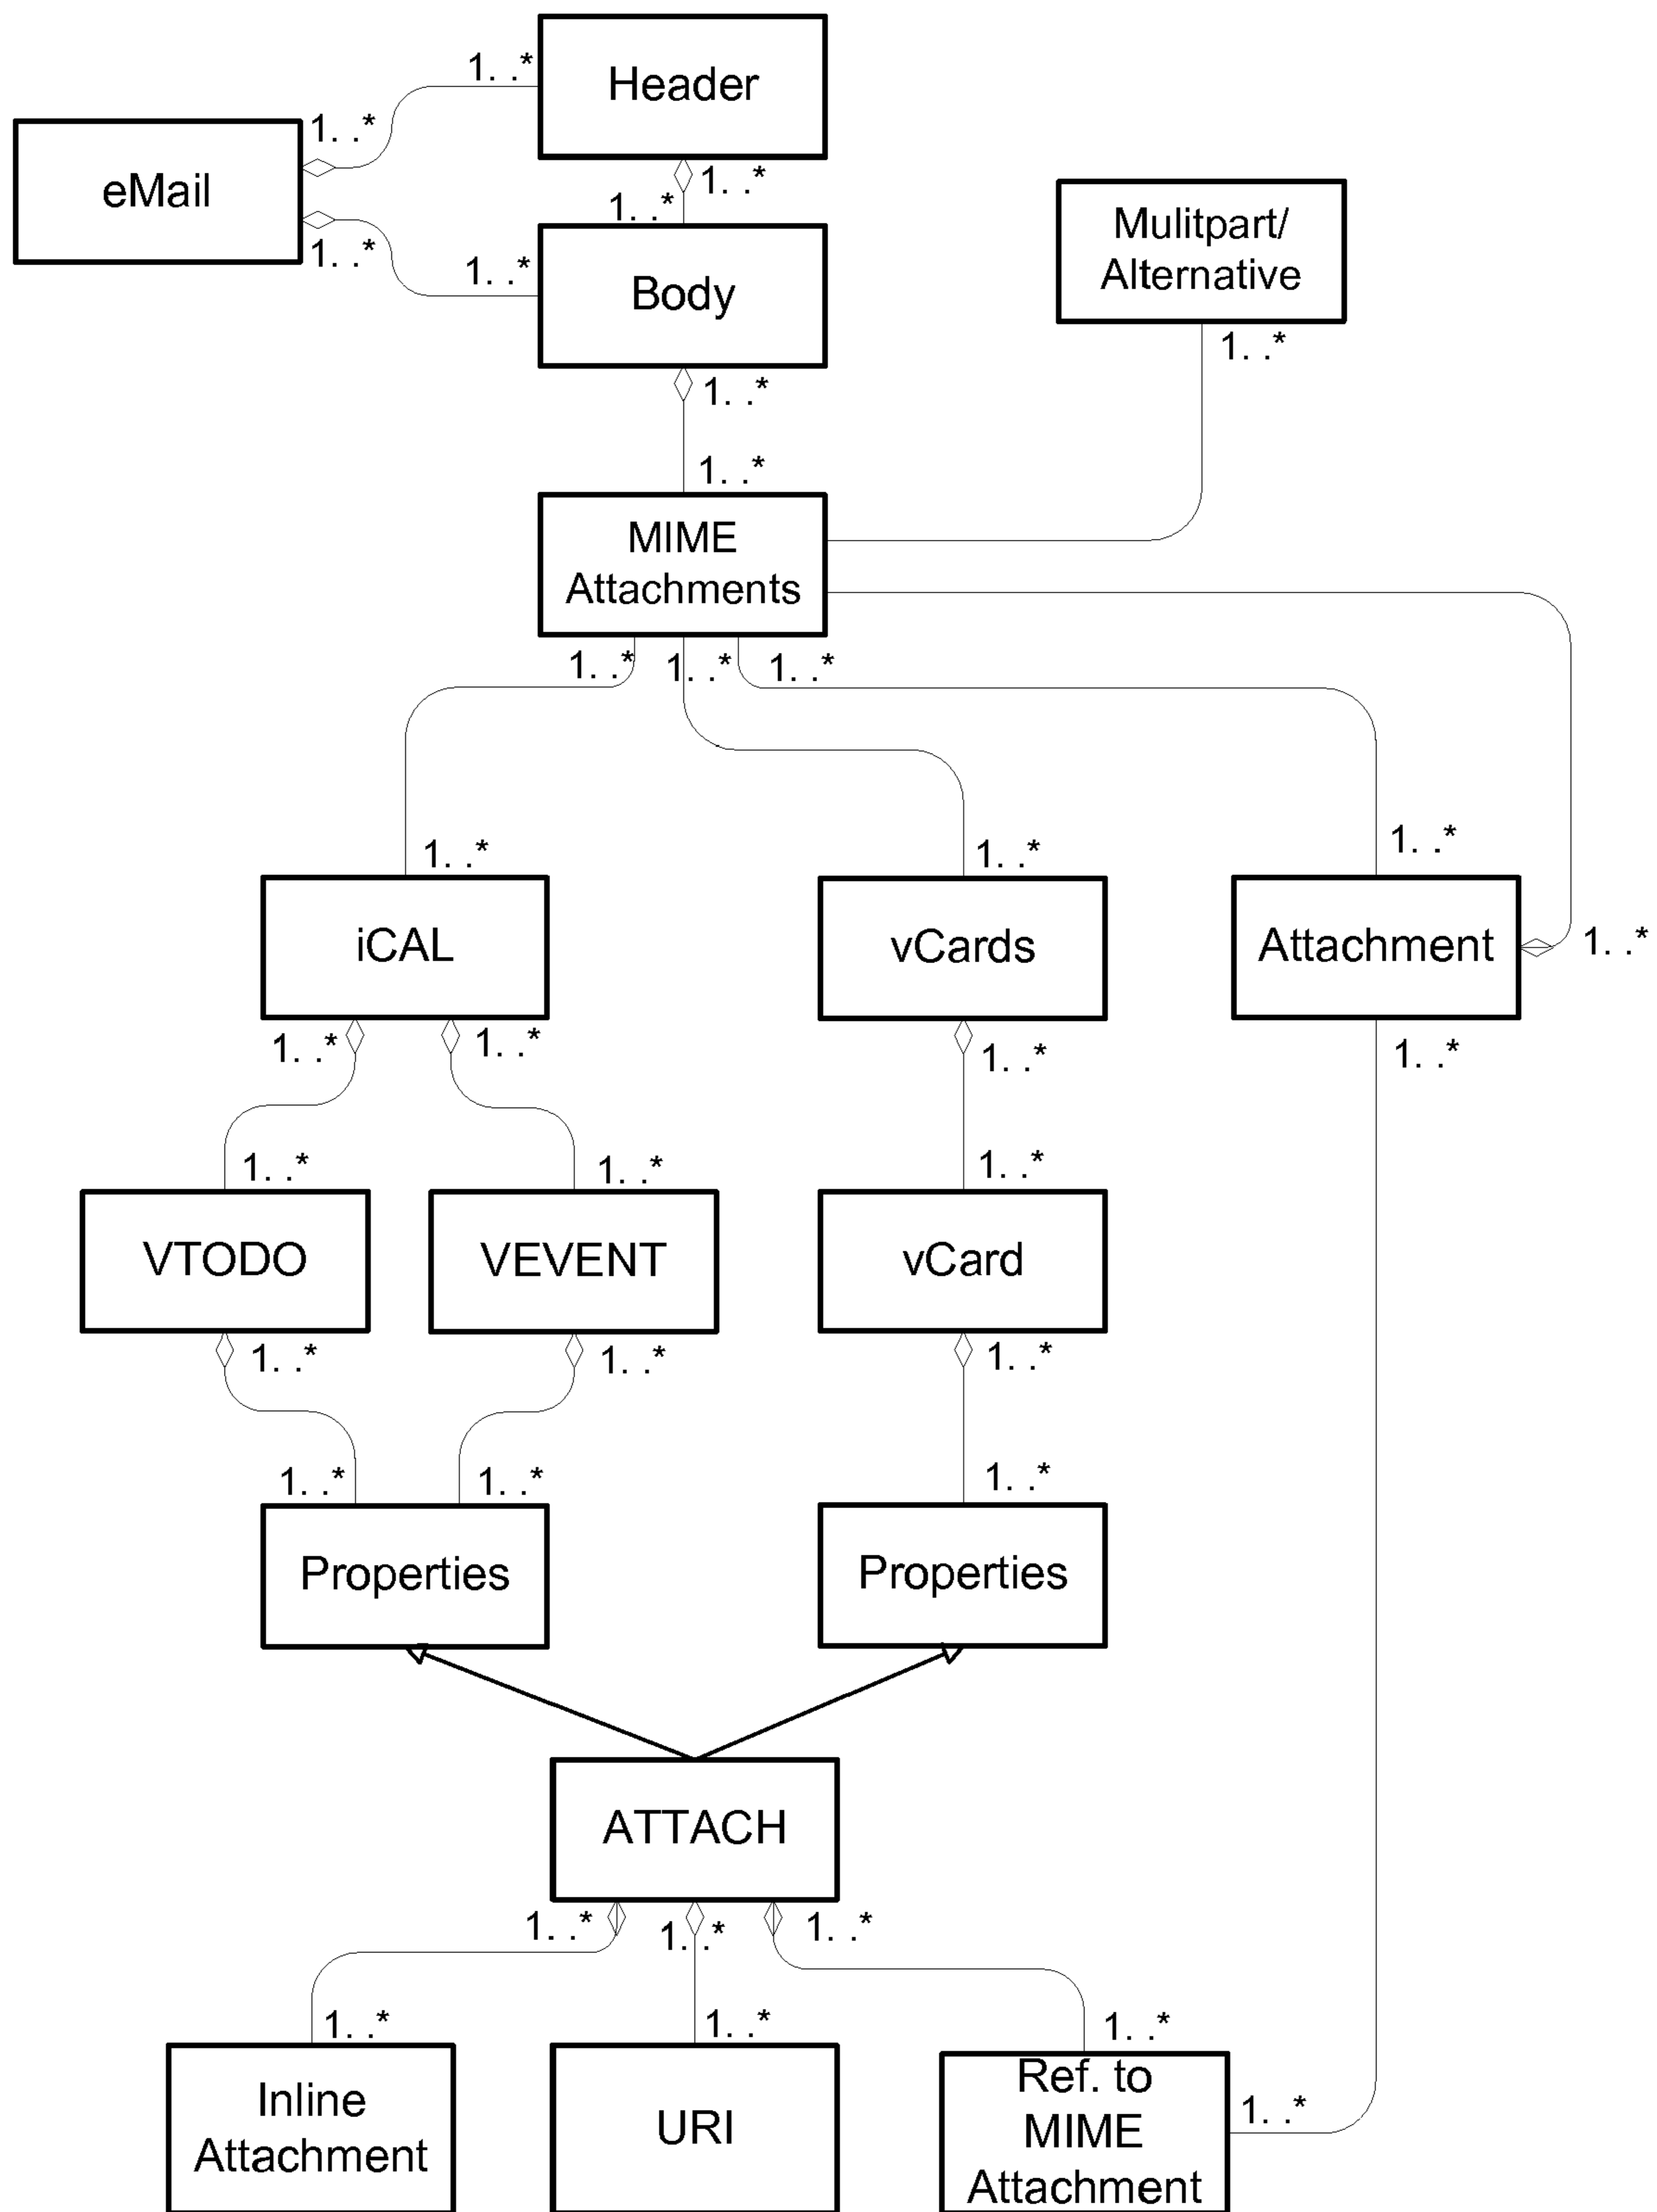 1. .*
Header
1. .*
eMail
1. .*
1. .*
1. .*
1. .*
Body
1. .*
Mulitpart/
Alternative
1. .*
1. .*
1. .*
MIME
Attachments
1. .*
1. .*
1. .*
1. .*
1. .*
1. .*
iCAL
vCards
Attachment
1. .*
1. .*
1. .*
1. .*
1. .*
1. .*
1. .*
1. .*
VTODO
VEVENT
vCard
1. .*
1. .*
1. .*
1. .*
1. .*
1. .*
Properties
Properties
ATTACH
1. .*
1. .*
1. .*
1. .*
1. .*
1. .*
Inline
Attachment
URI
Ref. to
MIME
Attachment
1. .*